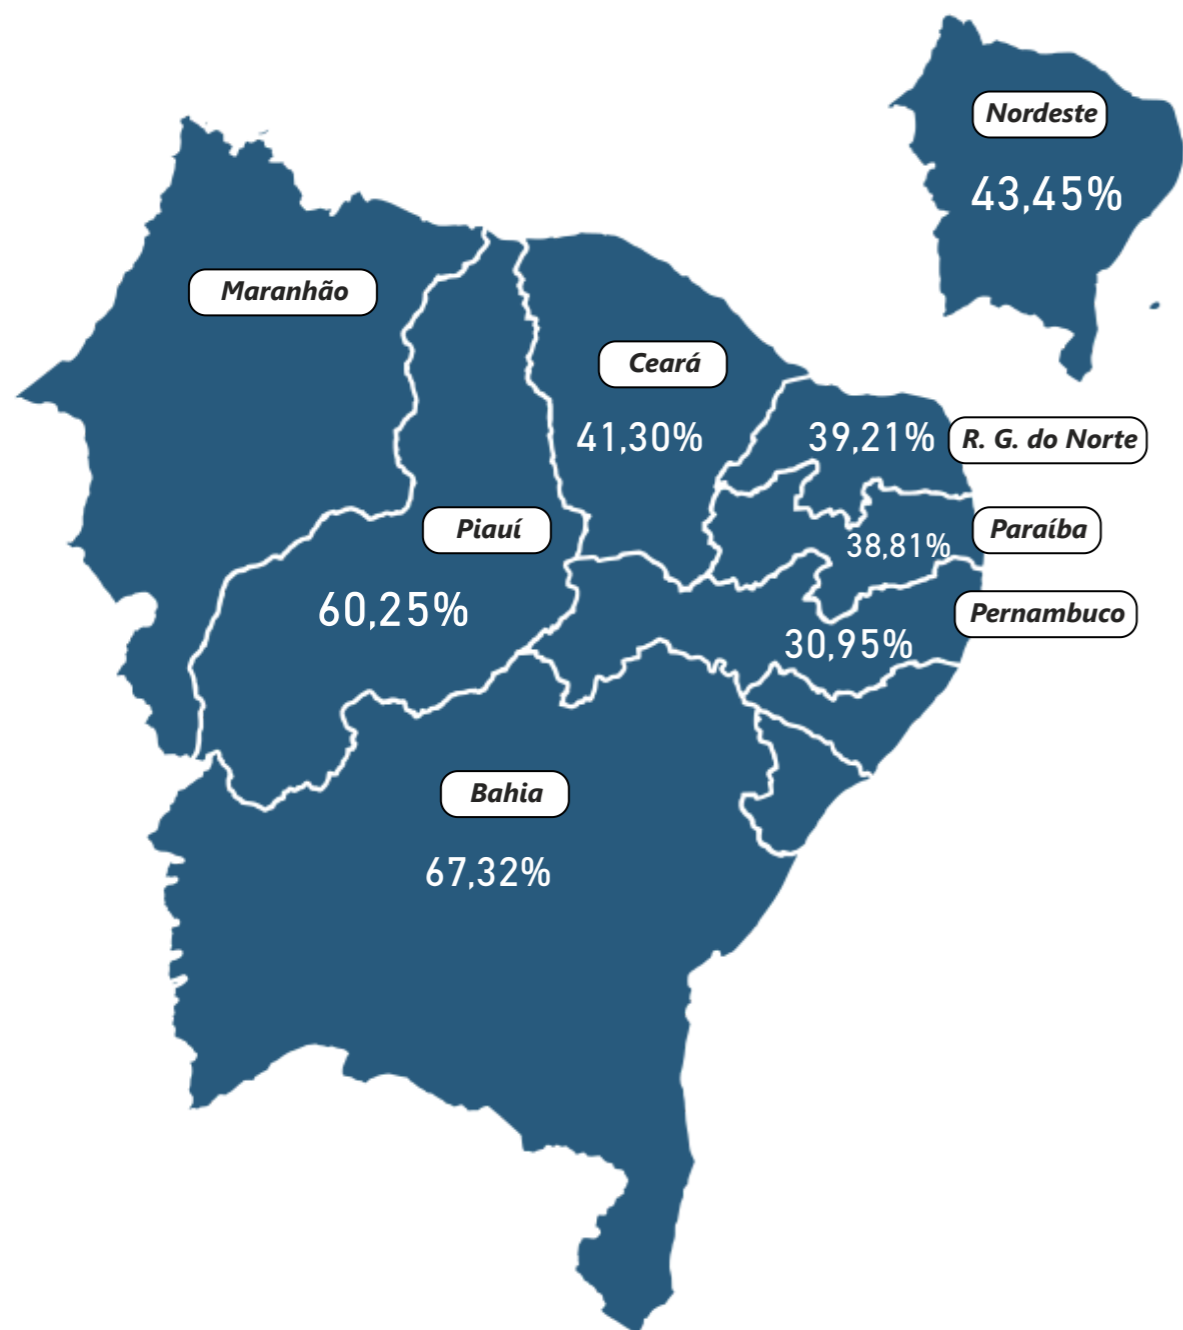 Nordeste
43,45%
Maranhão
Ceará
41,30%
39,21%
R. G. do Norte
Piauí
60,25%
Paraíba
38,81%
Pernambuco
30,95%
Bahia
67,32%